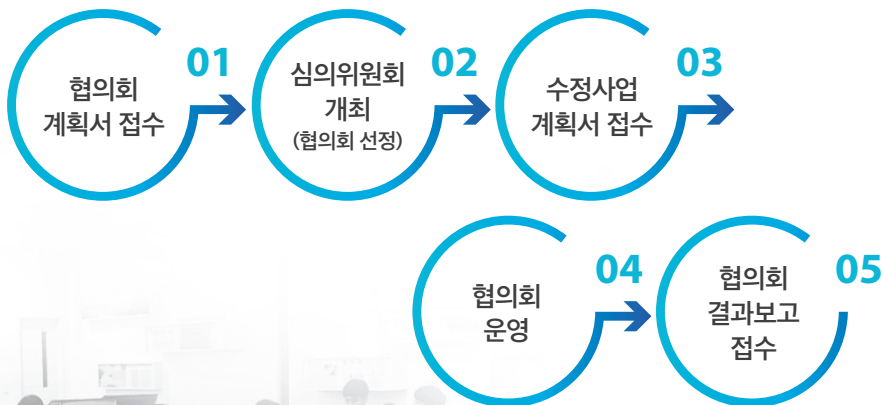 01
협의회
계획서 접수
02
심의위원회
개최
(협의회 선정)
03
수정사업
계획서 접수
04
협의회
운영
05
협의회
결과보고
접수